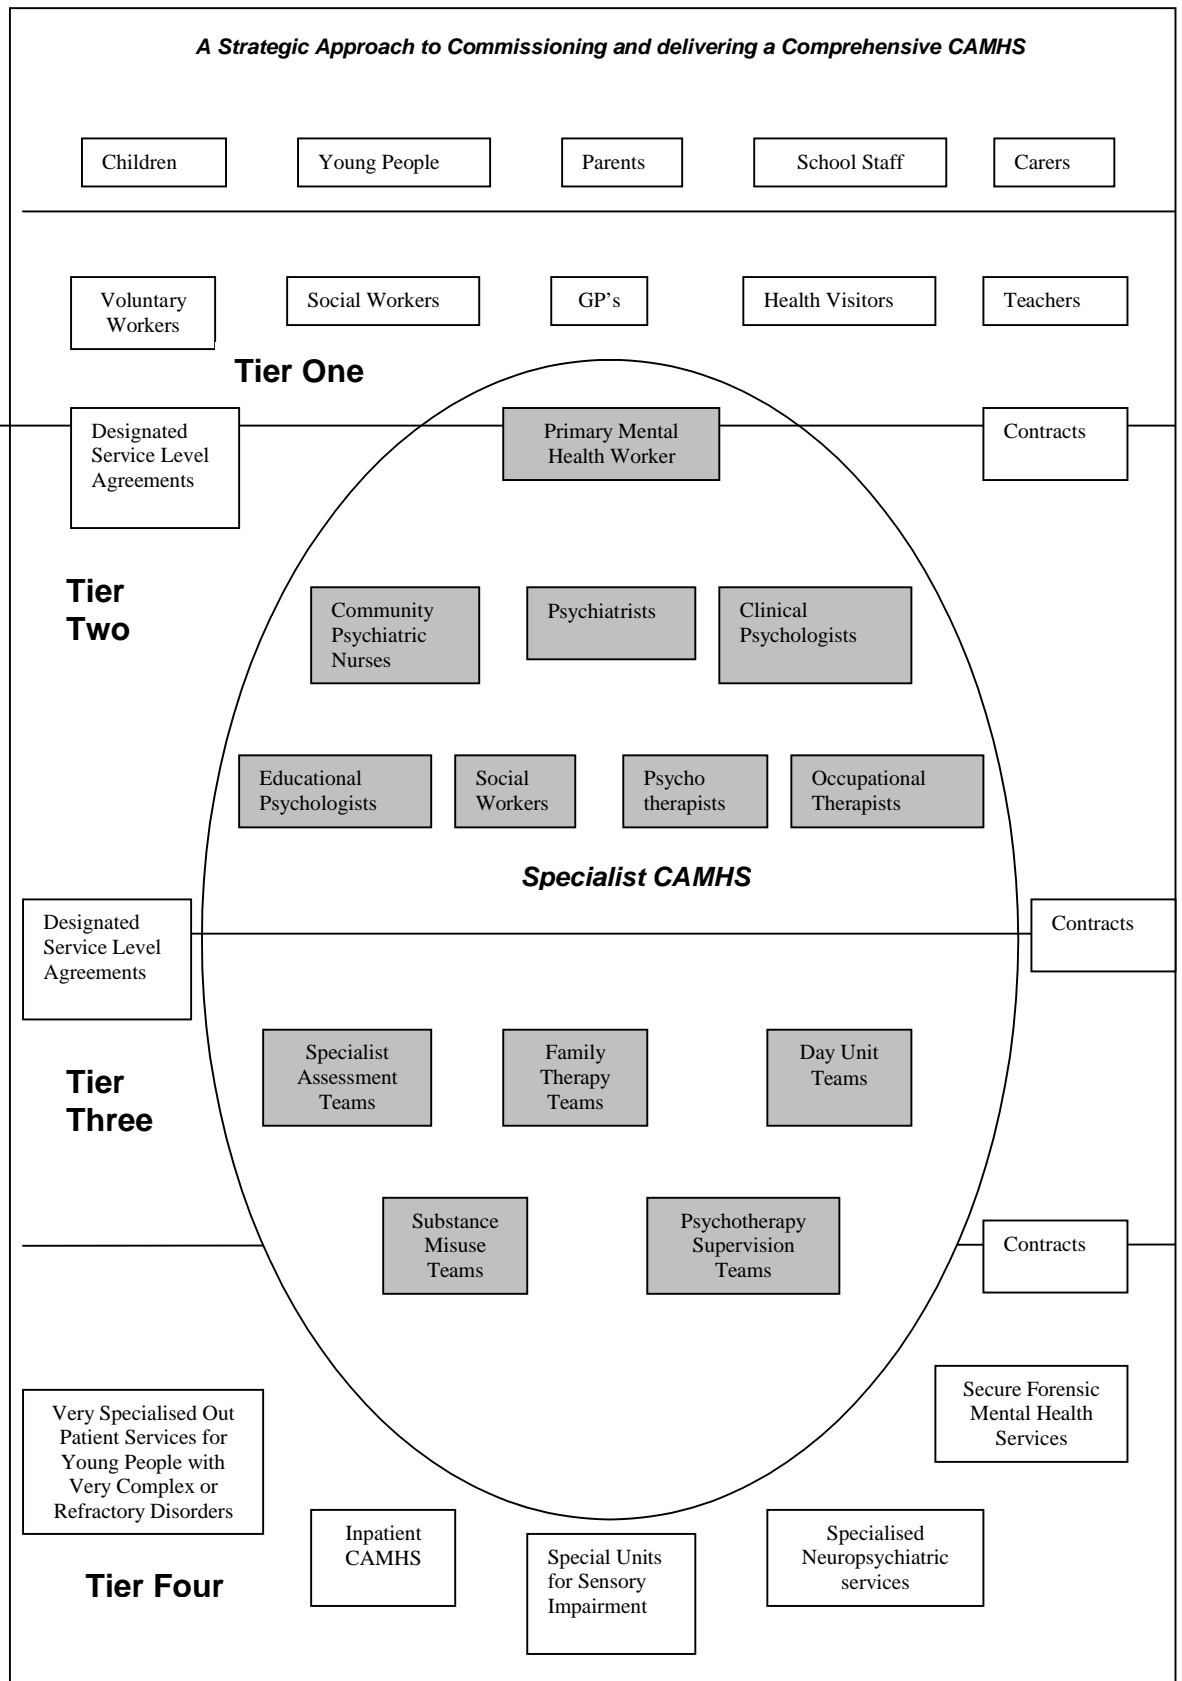 A Strategic Approach to Commissioning and delivering a Comprehensive CAMHS
Children
Young People
Parents
School Staff
Carers
Voluntary
Workers
Social Workers
GP's
Health Visitors
Teachers
Tier One
Designated
Service Level
Agreements
Primary Mental
Health Worker
Contracts
Tier
Two
Community
Psychiatric
Nurses
Psychiatrists
Clinical
Psychologists
Educational
Psychologists
Social
Workers
Psycho
therapists
Occupational
Therapists
Specialist CAMHS
Designated
Service Level
Agreements
Contracts
Tier
Three
Specialist
Assessment
Teams
Family
Therapy
Teams
Day Unit
Teams
Substance
Misuse
Teams
Psychotherapy
Supervision
Teams
Contracts
Very Specialised Out
Patient Services for
Young People with
Very Complex or
Refractory Disorders
Secure Forensic
Mental Health
Services
Inpatient
CAMHS
Special Units
for Sensory
Impairment
Specialised
Neuropsychiatric
services
Tier Four